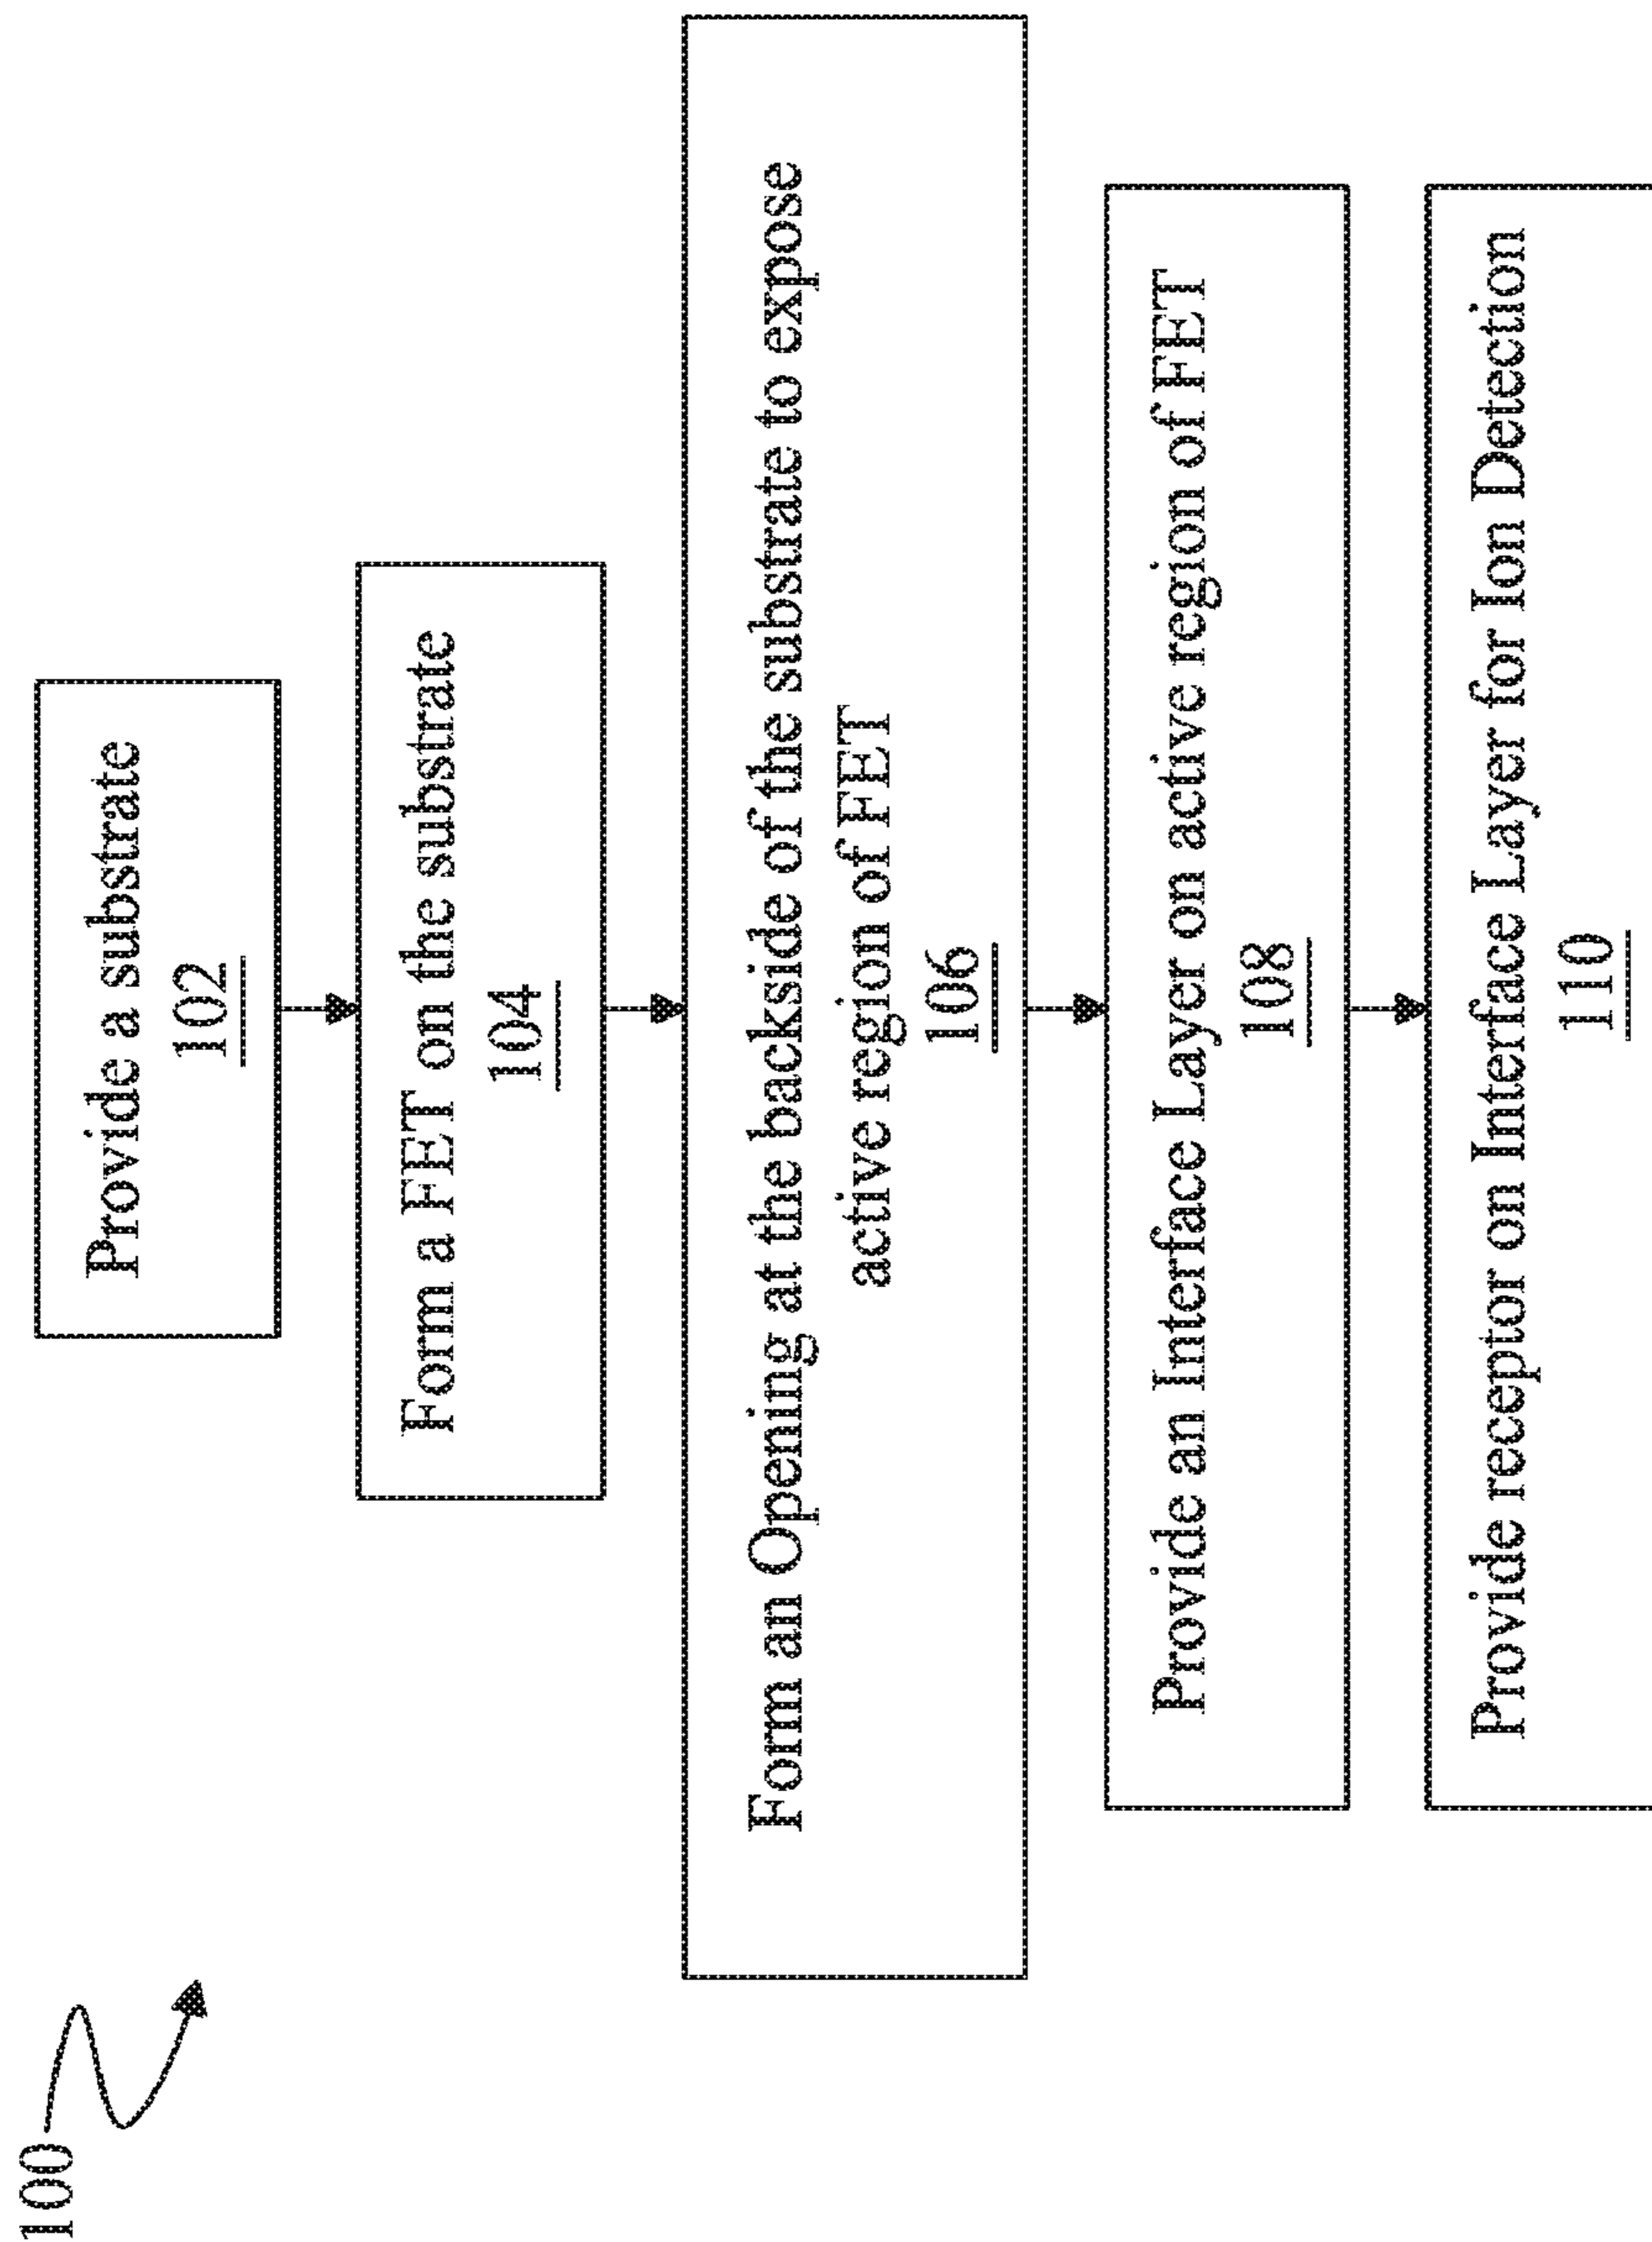 100
Provide a substrate
102
Form a FET on the substrate
104
Form an Opening at the backside of the substrate to expose
active region of FET
106
Provide an Interface Layer on active region of FET
108
Provide receptor on Interface Layer for Ion Detection
110